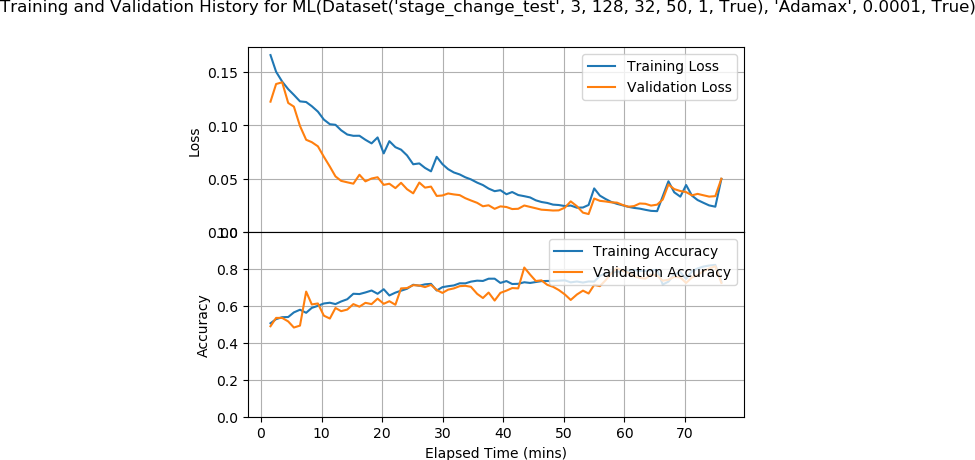 Training and Validation History for ML(Dataset('stage_change_test', 3, 128, 32, 50, 1, True), 'Adamax', 0.0001, True)
Training Loss
Validation Loss
Loss
0.15
0.10
0.05
0.00
1.0
Training Accuracy
Validation Accuracy
Accuracy
0.8
0.6
0.4
0.2
0.0
0 10 20 30 40 50 60 70
Elapsed Time (mins)